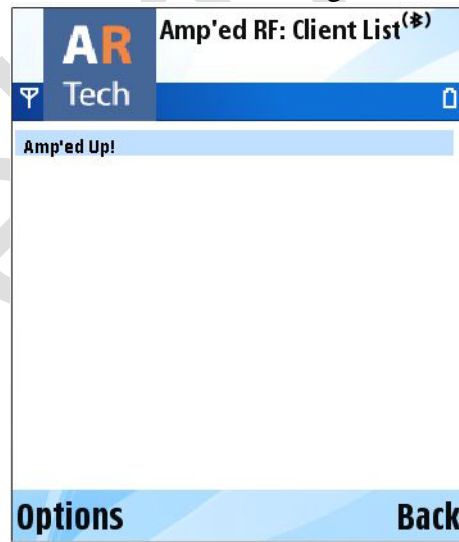 Amp'ed RF: Client List
AR
Tech
Amp'ed Up!
Options
Back